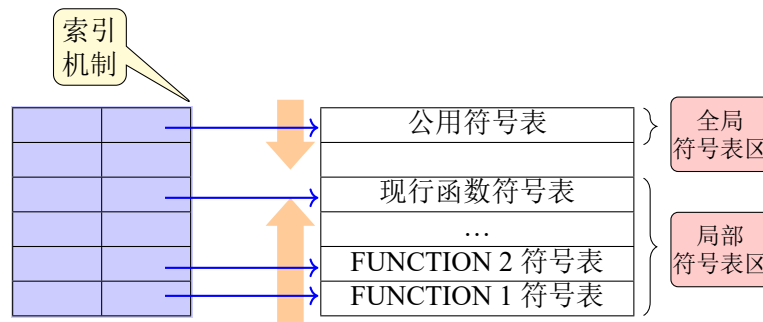 索引
机制
公用符号表
全局
符号表区
现行函数符号表
…
局部
符号表区
FUNCTION 2 符号表
FUNCTION 1 符号表